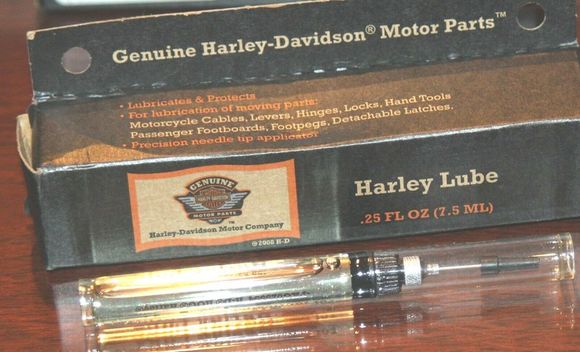 Genuine Harley-Davidson® Motor Parts™
• Lubricates & Protects
• For lubrication of moving parts:
Motorcycle Cables, Levers, Hinges, Locks, Hand Tools
Passenger Footboards, Footpegs, Detachable Latches.
• Precision needle tip applicator
GENUINE
HARLEY-DAVIDSON
MOTOR PARTS
Harley-Davidson Motor Company
© 2008 H-D
Harley Lube
.25 FL OZ (7.5 ML)